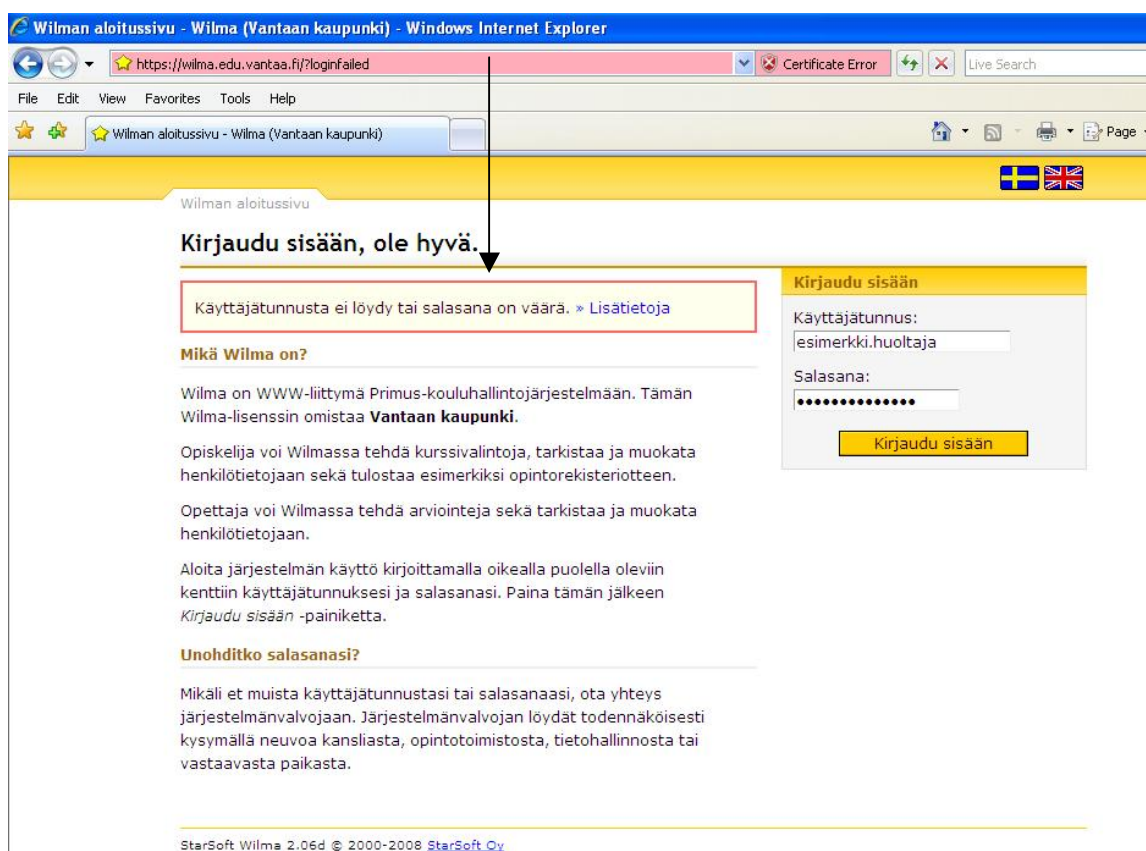 Wilman aloitussivu - Wilma (Vantaan kaupunki) - Windows Internet Explorer
https://wilma.edu.vantaa.fi/?loginfailed
Certificate Error
Live Search
File Edit View Favorites Tools Help
Wilman aloitussivu - Wilma (Vantaan kaupunki)
Page
Wilman aloitussivu
Kirjaudu sisään, ole hyvä.
Käyttäjätunnusta ei löydy tai salasana on väärä. » Lisätietoja
Mikä Wilma on?
Wilma on WWW-liittymä Primus-kouluhallintojärjestelmään. Tämän
Wilma-lisenssin omistaa Vantaan kaupunki.
Opiskelija voi Wilmassa tehdä kurssivalintoja, tarkistaa ja muokata
henkilötietojaan sekä tulostaa esimerkiksi opintorekisteriotteen.
Opettaja voi Wilmassa tehdä arviointeja sekä tarkistaa ja muokata
henkilötietojaan.
Aloita järjestelmän käyttö kirjoittamalla oikealla puolella oleviin
kenttiin käyttäjätunnuksesi ja salasanasi. Paina tämän jälkeen
Kirjaudu sisään -painiketta.
Unohditko salasanasi?
Mikäli et muista käyttäjätunnustasi tai salasanaasi, ota yhteys
järjestelmänvalvojaan. Järjestelmänvalvojan löydät todennäköisesti
kysymällä neuvoa kansliasta, opintotoimistosta, tietohallinnosta tai
vastaavasta paikasta.
Kirjaudu sisään
Käyttäjätunnus:
esimerkki.huoltaja
Salasana:
••••••••••••••
Kirjaudu sisään
StarSoft Wilma 2.06d © 2000-2008 StarSoft Oy